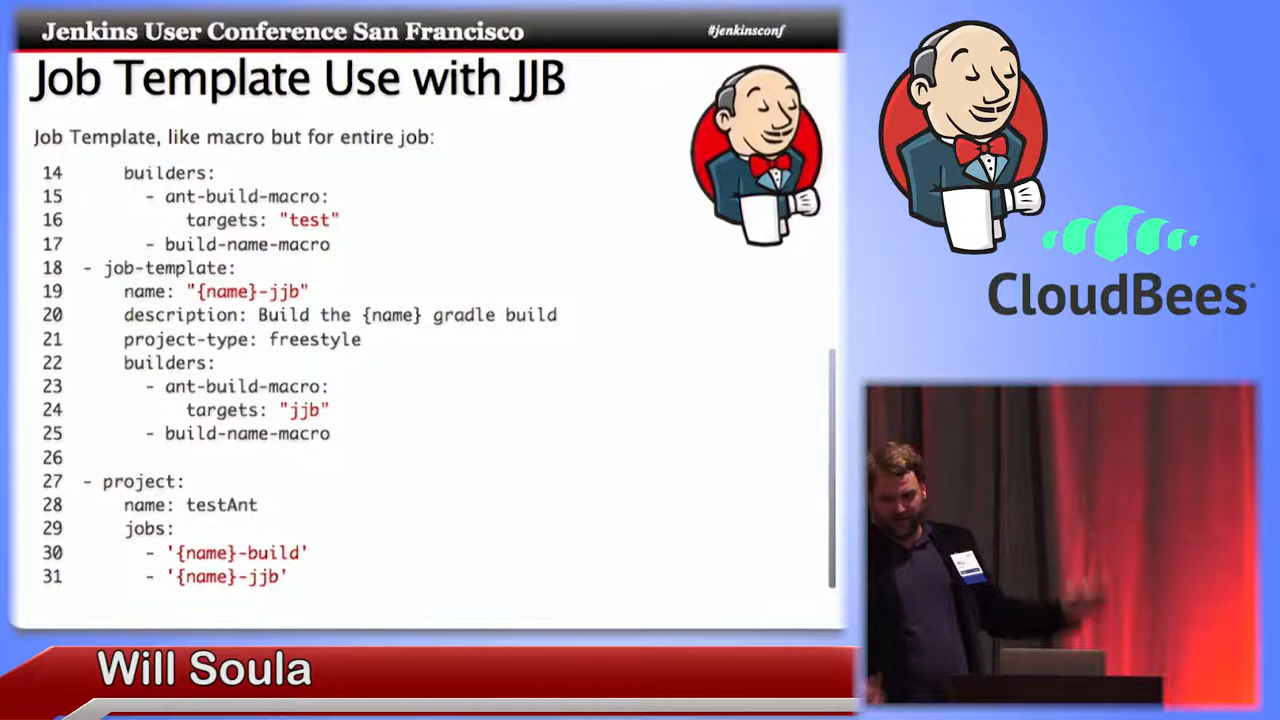 Jenkins User Conference San Francisco
#jenkinsconf
Job Template Use with JJB
Job Template, like macro but for entire job:
14 builders:
15 - ant-build-macro:
16 targets: "test"
17 - build-name-macro
18 - job-template:
19 name: "{name}-jjb"
20 description: Build the {name} gradle build
21 project-type: freestyle
22 builders:
23 - ant-build-macro:
24 targets: "jjb"
25 - build-name-macro
26
27 - project:
28 name: testAnt
29 jobs:
30 - '{name}-build'
31 - '{name}-jjb'
CloudBees
Will Soula